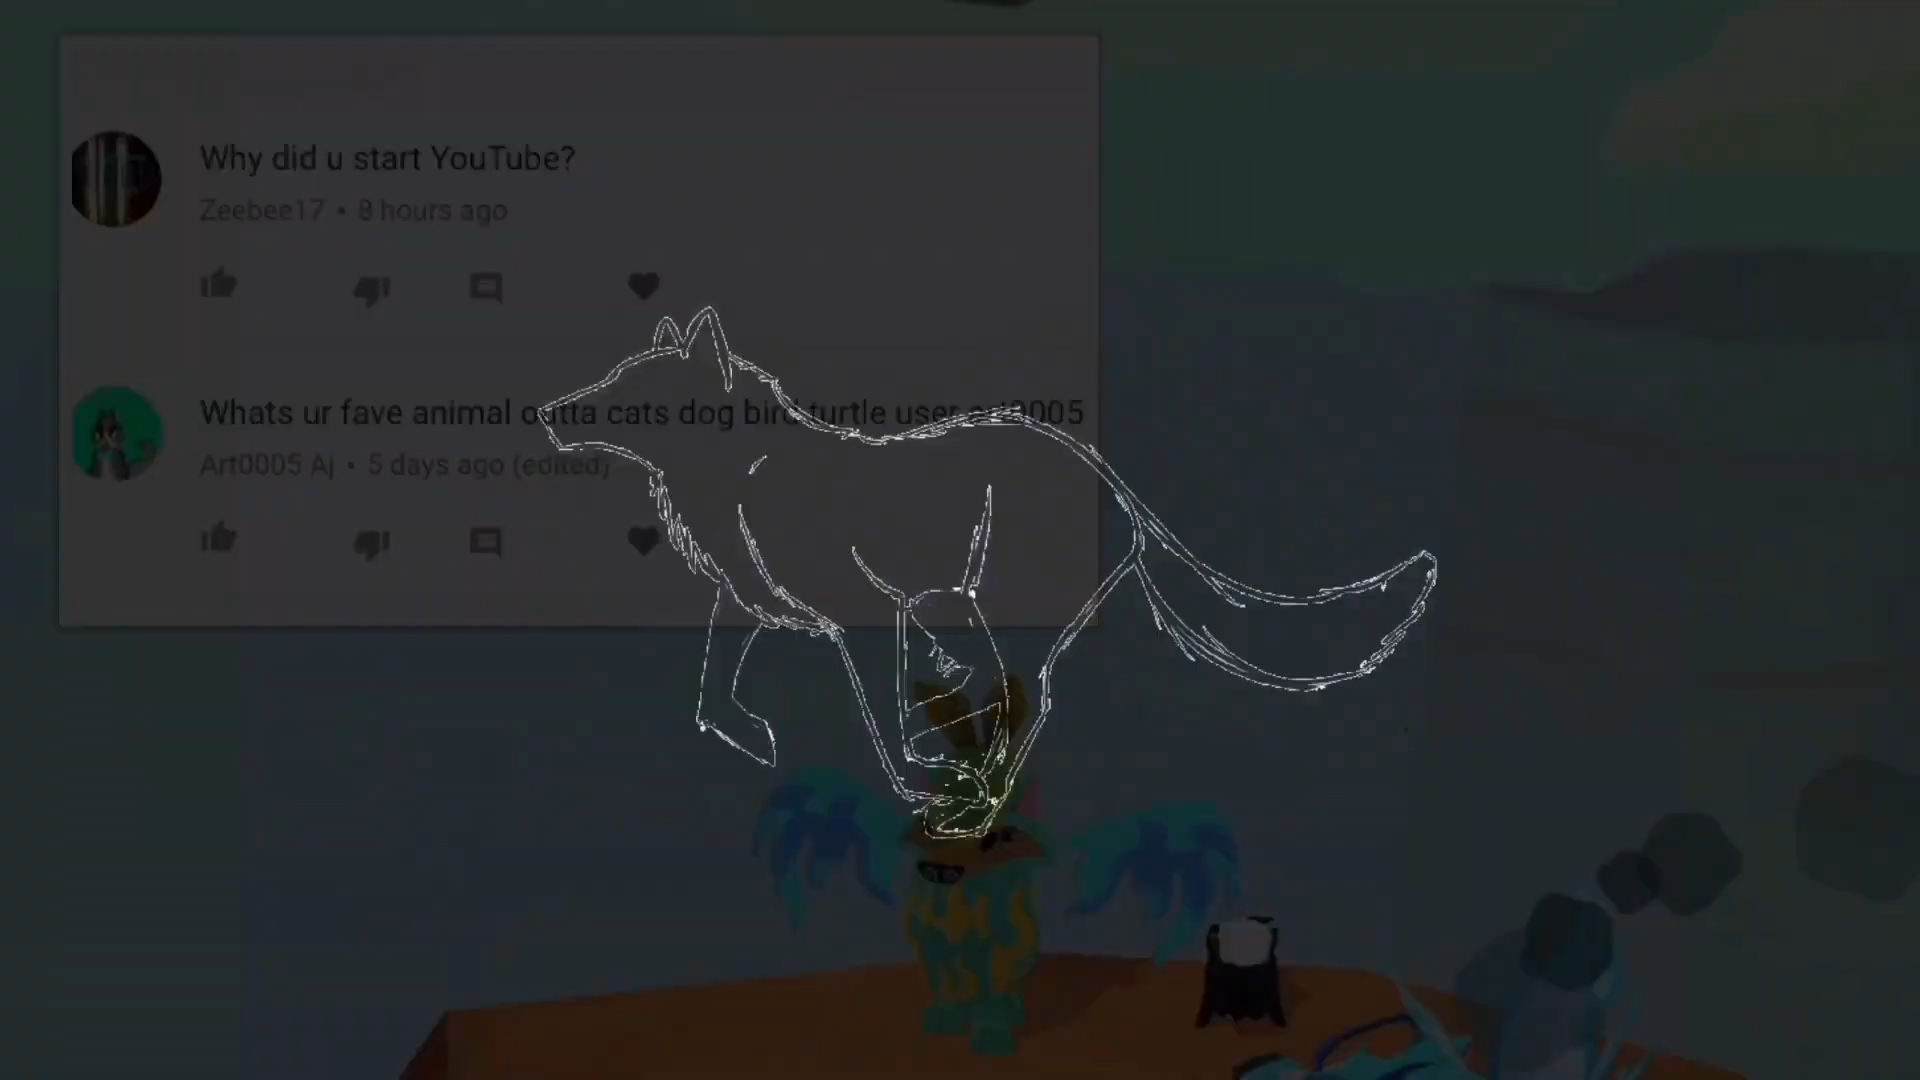 Why did u start YouTube?
Zeebee17 • 8 hours ago
Whats ur fave animal outta cats dog bird turtle user art0005
Art0005 Aj • 5 days ago (edited)